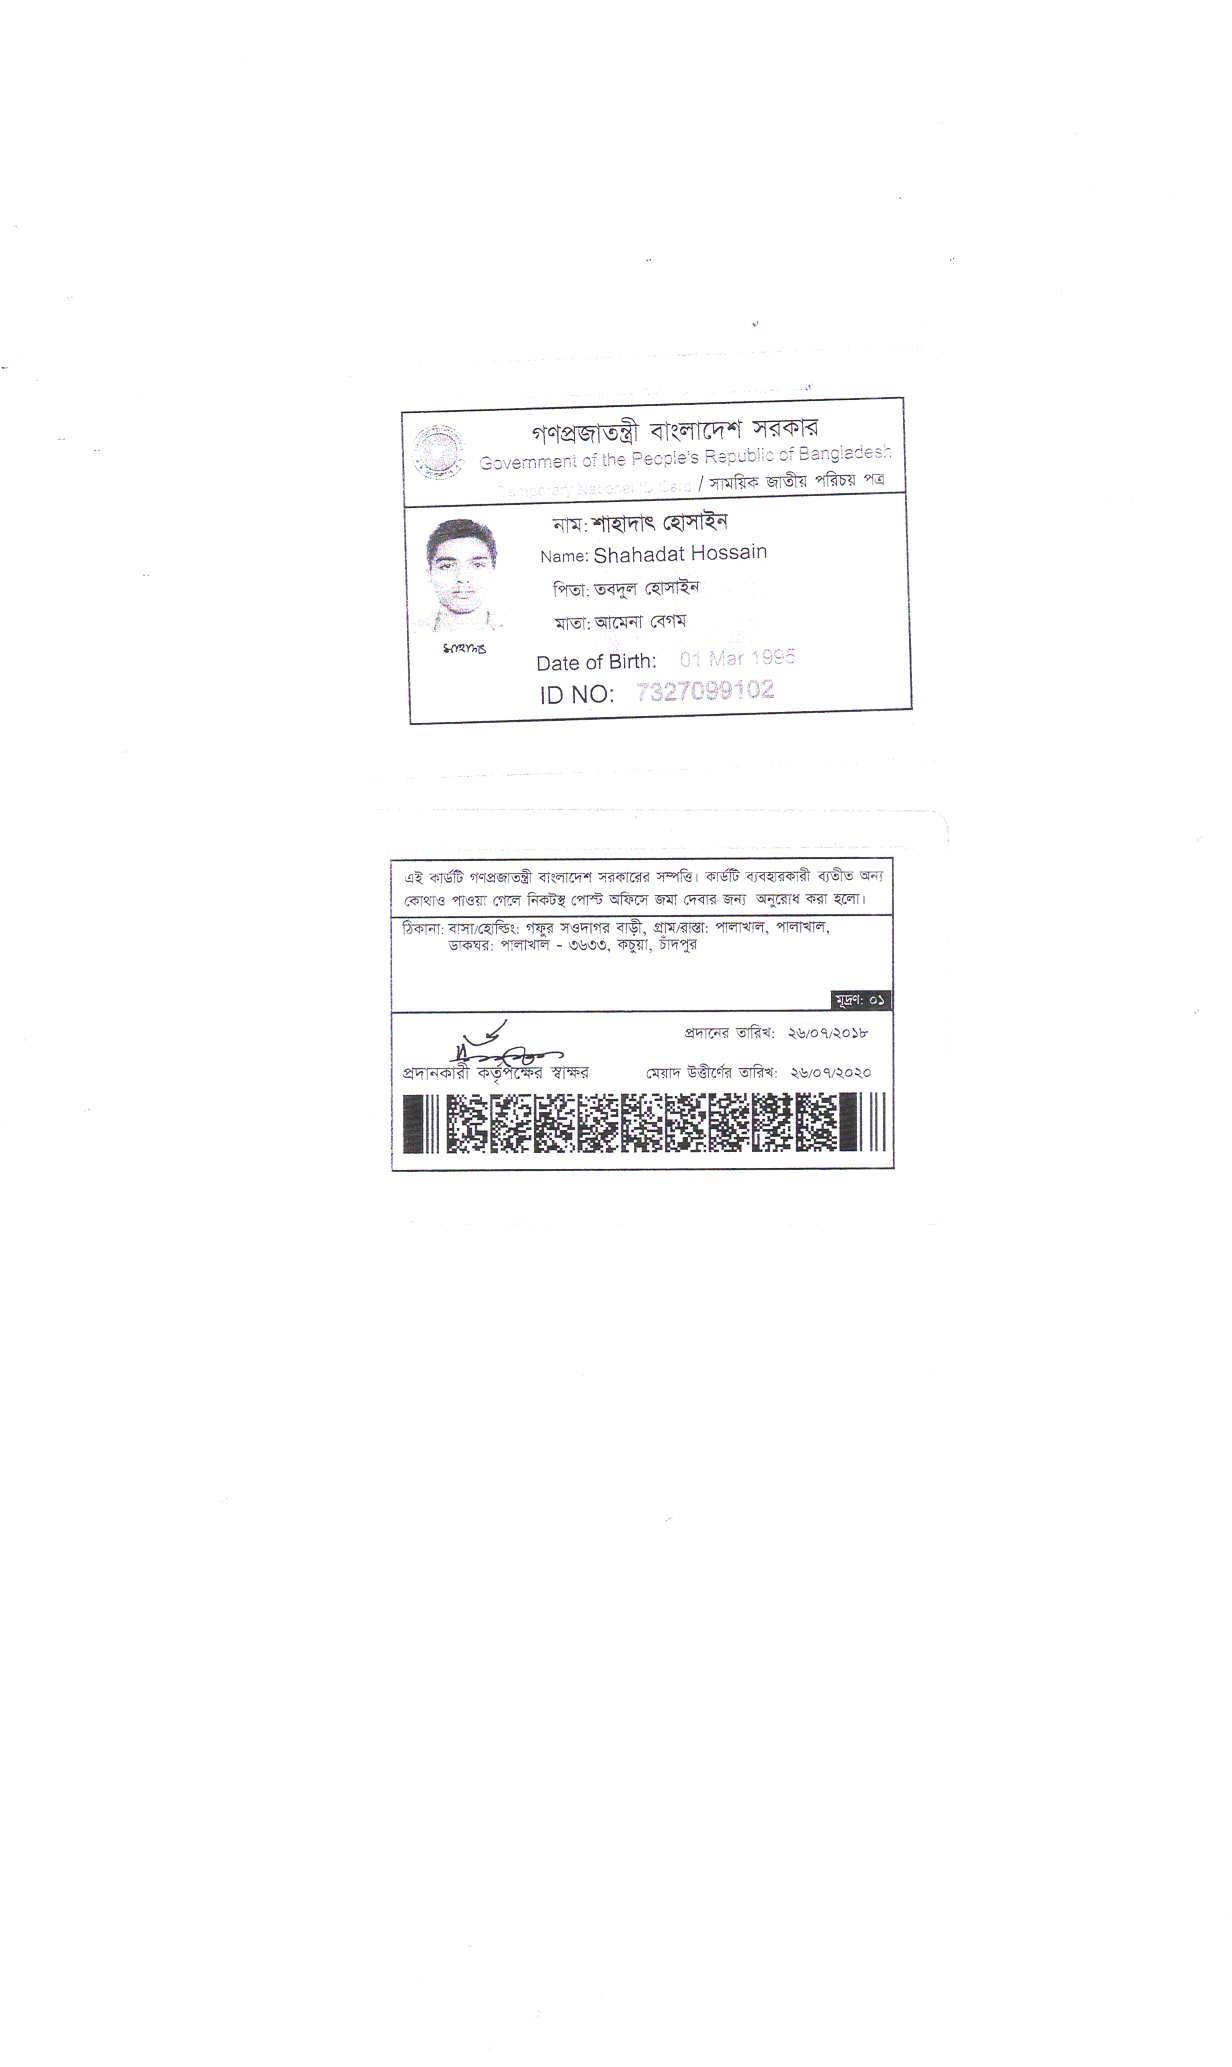 গণপ্রজাতন্ত্রী বাংলাদেশ সরকার
Government of the People's Republic of Bangladesh
Temporary National ID Card / সাময়িক জাতীয় পরিচয় পত্র
নাম: শাহাদাৎ হোসাইন
Name: Shahadat Hossain
পিতা: তবদুল হোসাইন
মাতা: আমেনা বেগম
Date of Birth: 01 Mar 1995
ID NO: 7327099102
এই কার্ডটি গণপ্রজাতন্ত্রী বাংলাদেশ সরকারের সম্পত্তি। কার্ডটি ব্যবহারকারী ব্যতীত অন্য
কোথাও পাওয়া গেলে নিকটস্থ পোস্ট অফিসে জমা দেবার জন্য অনুরোধ করা হলো।
ঠিকানা: বাসা/হোল্ডিং: গফুর সওদাগর বাড়ী, গ্রাম/রাস্তা: পালাখাল, পালাখাল,
ডাকঘর: পালাখাল - ৩৬৩৩, কচুয়া, চাঁদপুর
মূদ্রণ: ০১
প্রদানের তারিখ: ২৬/০৭/২০১৮
প্রদানকারী কর্তৃপক্ষের স্বাক্ষর মেয়াদ উত্তীর্ণের তারিখ: ২৬/০৭/২০২০